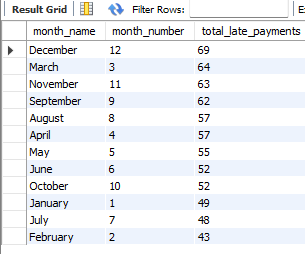 Result Grid Filter Rows:
month_name month_number total_late_payments
December 12 69
March 3 64
November 11 63
September 9 62
August 8 57
April 4 57
May 5 55
June 6 52
October 10 52
January 1 49
July 7 48
February 2 43